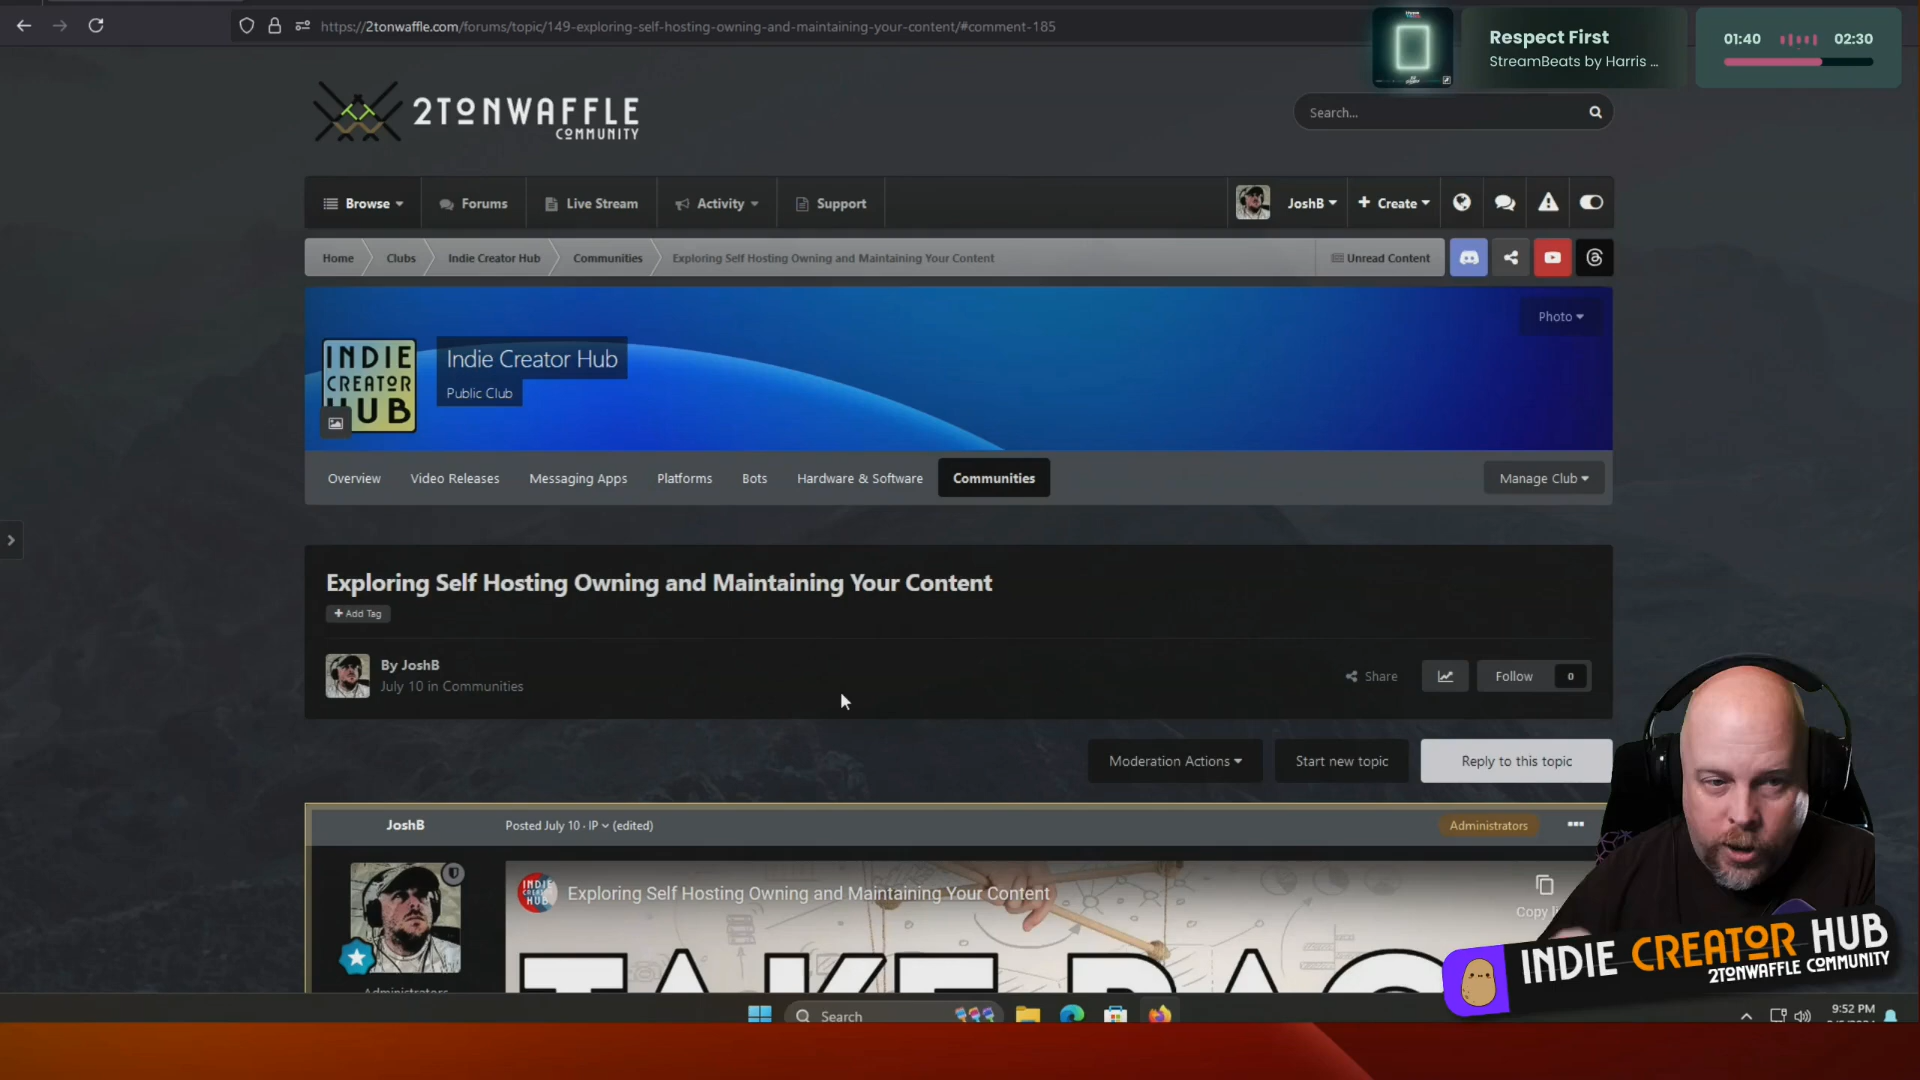 https://2tonwaffle.com/forums/topic/149-exploring-self-hosting-owning-and-maintaining-your-content/#comment-185
Respect First
StreamBeats by Harris ...
01:40
02:30
2TONWAFFLE
COMMUNITY
Search...
Browse
Forums
Live Stream
Activity
Support
JoshB
Create
Home
Clubs
Indie Creator Hub
Communities
Exploring Self Hosting Owning and Maintaining Your Content
Unread Content
Photo
INDIE
CREATOR
HUB
Indie Creator Hub
Public Club
Overview
Video Releases
Messaging Apps
Platforms
Bots
Hardware & Software
Communities
Manage Club
Exploring Self Hosting Owning and Maintaining Your Content
Add Tag
By JoshB
July 10 in Communities
Share
Follow
0
Moderation Actions
Start new topic
Reply to this topic
JoshB
Posted July 10 · IP (edited)
Administrators
Exploring Self Hosting Owning and Maintaining Your Content
INDIE CREATOR HUB
2TONWAFFLE COMMUNITY
Search
9:52 PM